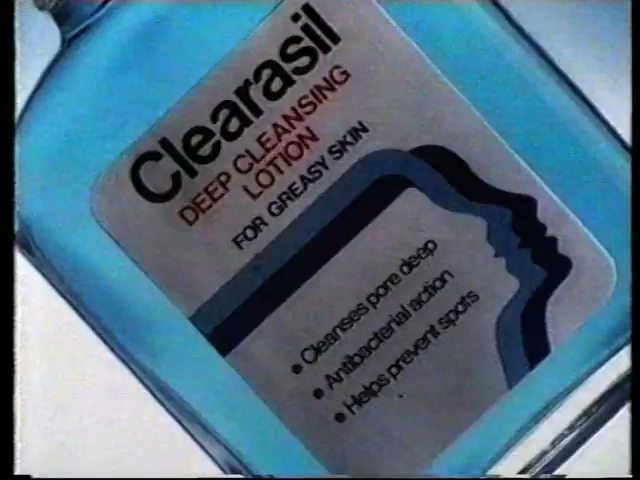 Clearasil
DEEP CLEANSING
LOTION
FOR GREASY SKIN
• Cleanses pore deep
• Antibacterial action
• Helps prevent spots